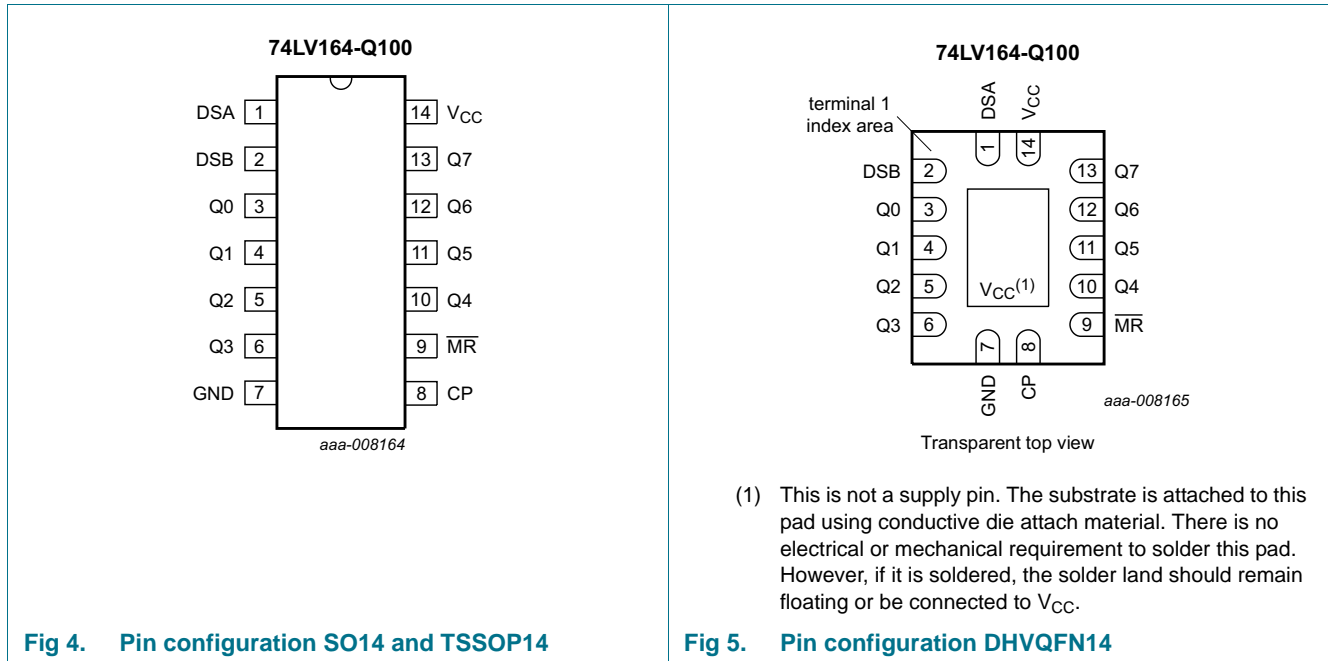 74LV164-Q100
DSA 1
14 VCC
DSB 2
13 Q7
Q0 3
12 Q6
Q1 4
11 Q5
Q2 5
10 Q4
Q3 6
9 MR
GND 7
8 CP
aaa-008164
Fig 4. Pin configuration SO14 and TSSOP14
74LV164-Q100
terminal 1
index area
DSA
VCC
1
14
DSB 2
13 Q7
Q0 3
12 Q6
Q1 4
11 Q5
Q2 5
10 Q4
VCC(1)
Q3 6
9 MR
7
8
GND
CP
aaa-008165
Transparent top view
(1) This is not a supply pin. The substrate is attached to this
pad using conductive die attach material. There is no
electrical or mechanical requirement to solder this pad.
However, if it is soldered, the solder land should remain
floating or be connected to VCC.
Fig 5. Pin configuration DHVQFN14